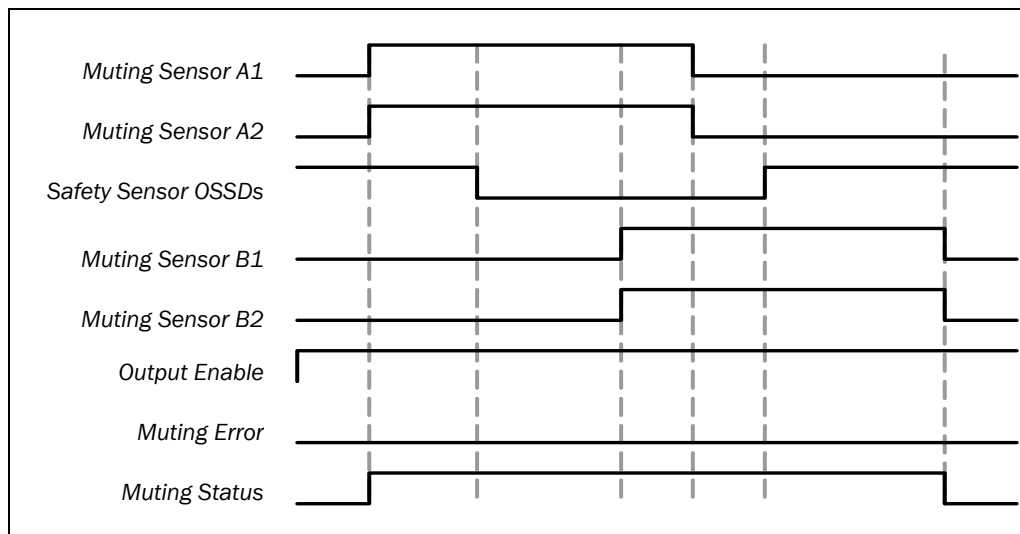 Muting Sensor A1
Muting Sensor A2
Safety Sensor OSSDs
Muting Sensor B1
Muting Sensor B2
Output Enable
Muting Error
Muting Status